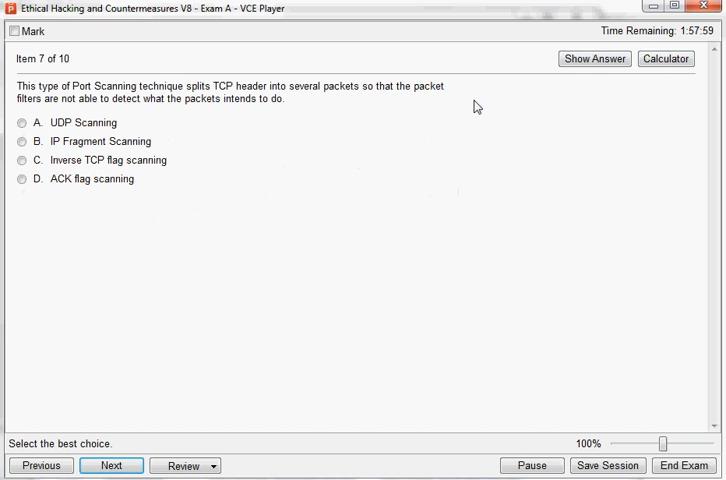 Ethical Hacking and Countermeasures V8 - Exam A - VCE Player
Mark
Time Remaining: 1:57:59
Item 7 of 10
Show Answer
Calculator
This type of Port Scanning technique splits TCP header into several packets so that the packet
filters are not able to detect what the packets intends to do.
A. UDP Scanning
B. IP Fragment Scanning
C. Inverse TCP flag scanning
D. ACK flag scanning
Select the best choice.
100%
Previous
Next
Review
Pause
Save Session
End Exam